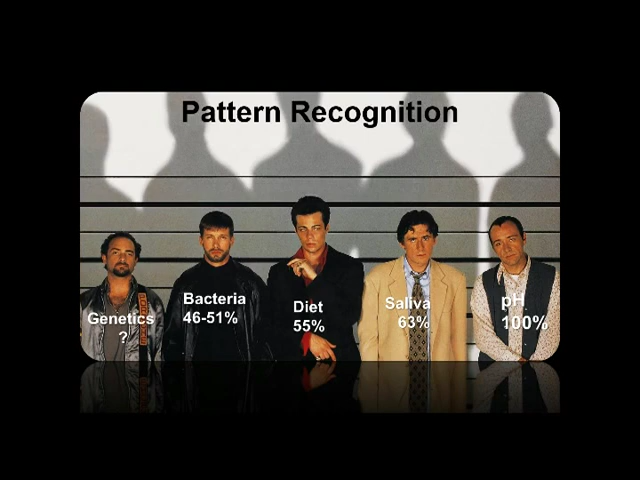 Pattern Recognition
Genetics
?
Bacteria
46-51%
Diet
55%
Saliva
63%
pH
100%